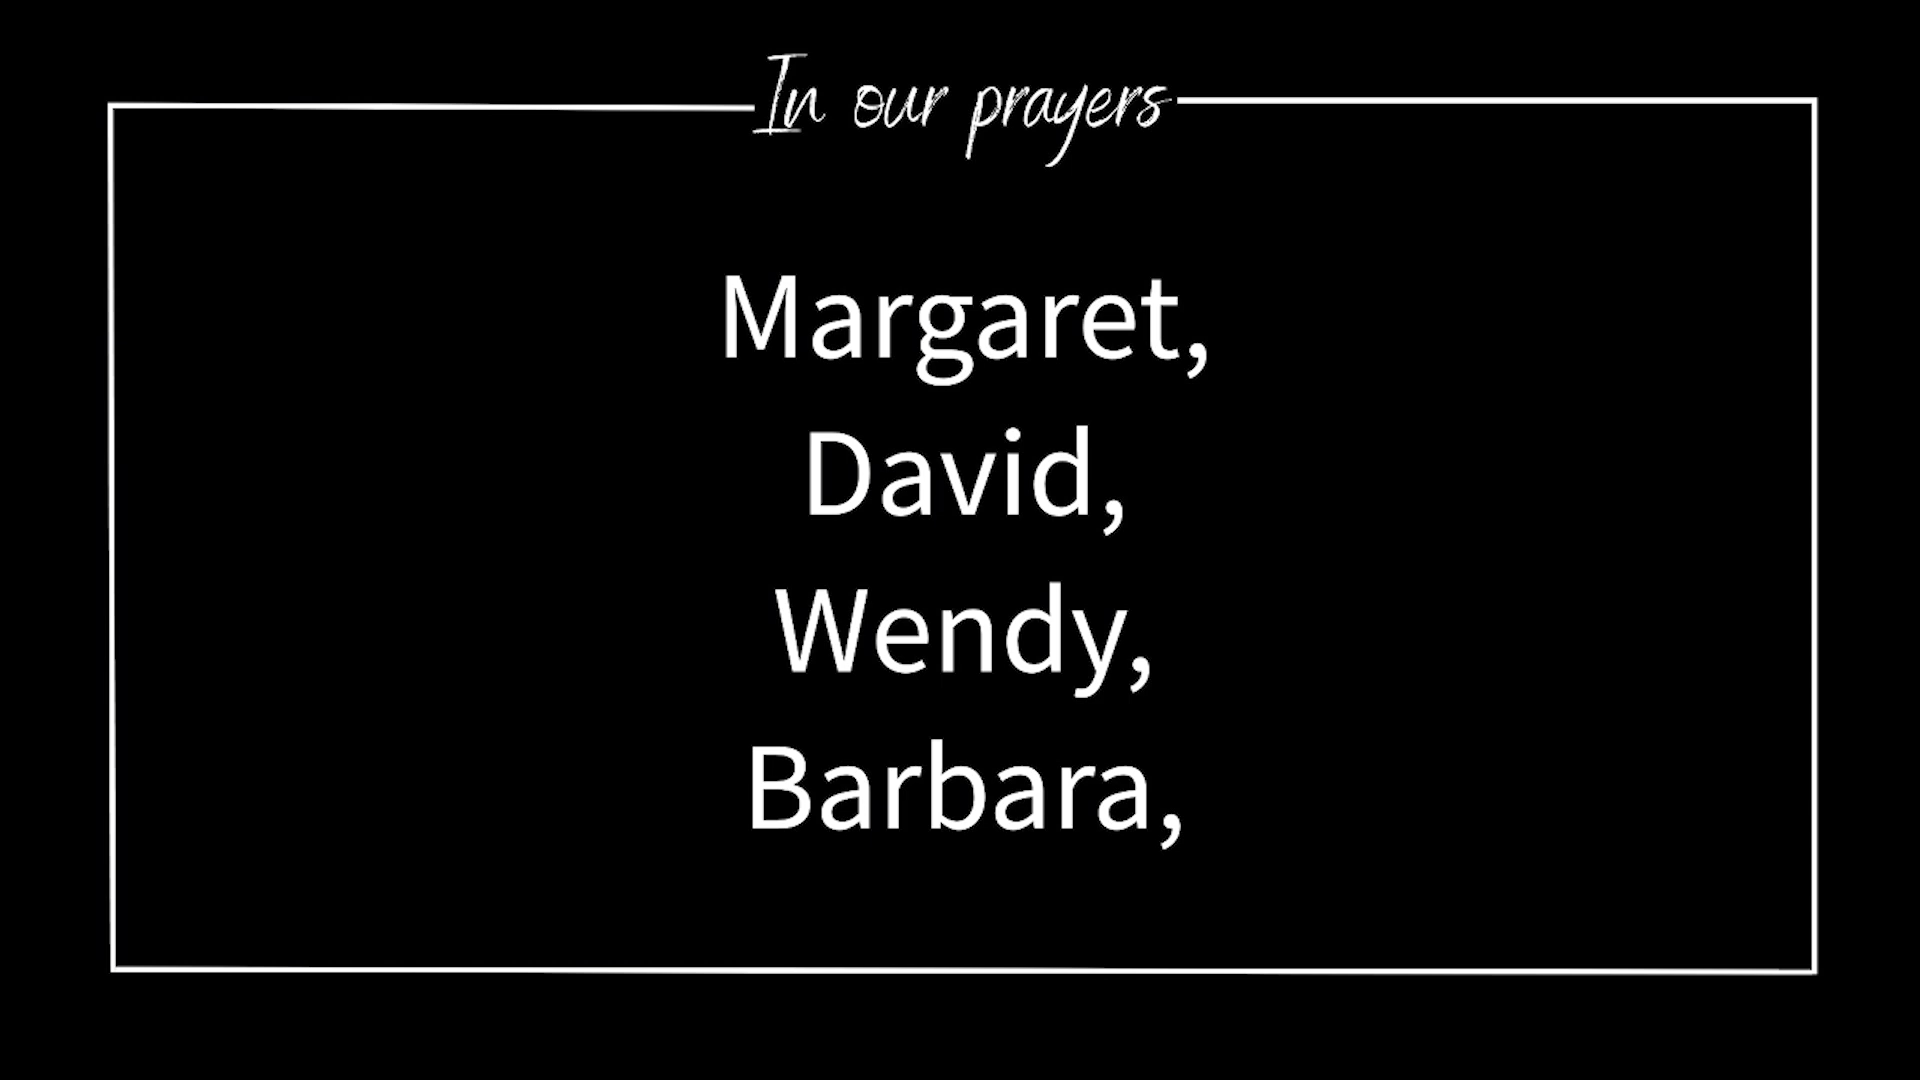 In our prayers
Margaret,
David,
Wendy,
Barbara,